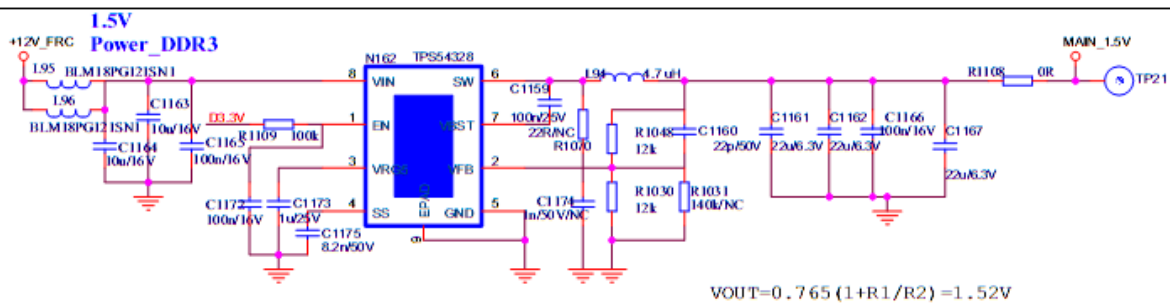 1.5V
Power_DDR3
+12V_FRC
MAIN_1.5V
N162 TPS54328
L95 BLM18PG121SN1
8 VIN SW 6
L94 4.7uH
R1108 0R
TP21
L96
C1159
C1163
D3.3V
100n/25V
10u/16V
1 EN VBST 7
22R/NC
BLM18PG121SN1
R1109 100k
R1070
R1048
C1160
C1161
C1162
C1166
C1167
C1164
C1165
12k
22p/50V
22u/6.3V
22u/6.3V
100n/16V
10u/16V
100n/16V
3 VREG VFB 2
22u/6.3V
R1030
R1031
C1172
C1173
C1174
12k
140k/NC
100n/16V
1u/25V
4 SS GND 5
1n/50V/NC
EPAD
C1175
8.2n/50V
9
VOUT=0.765(1+R1/R2)=1.52V